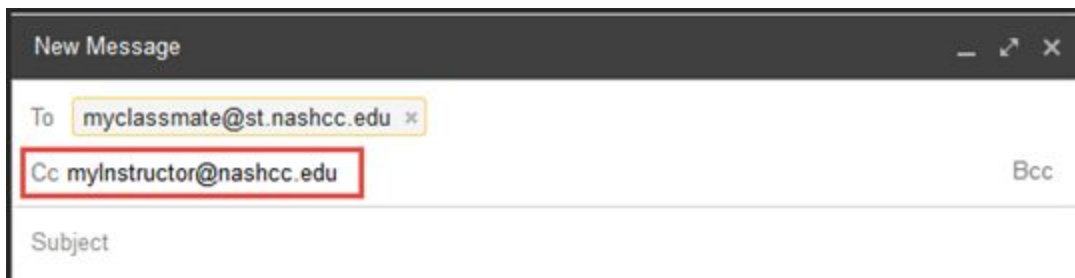 New Message
To myclassmate@st.nashcc.edu ×
Cc myInstructor@nashcc.edu Bcc
Subject